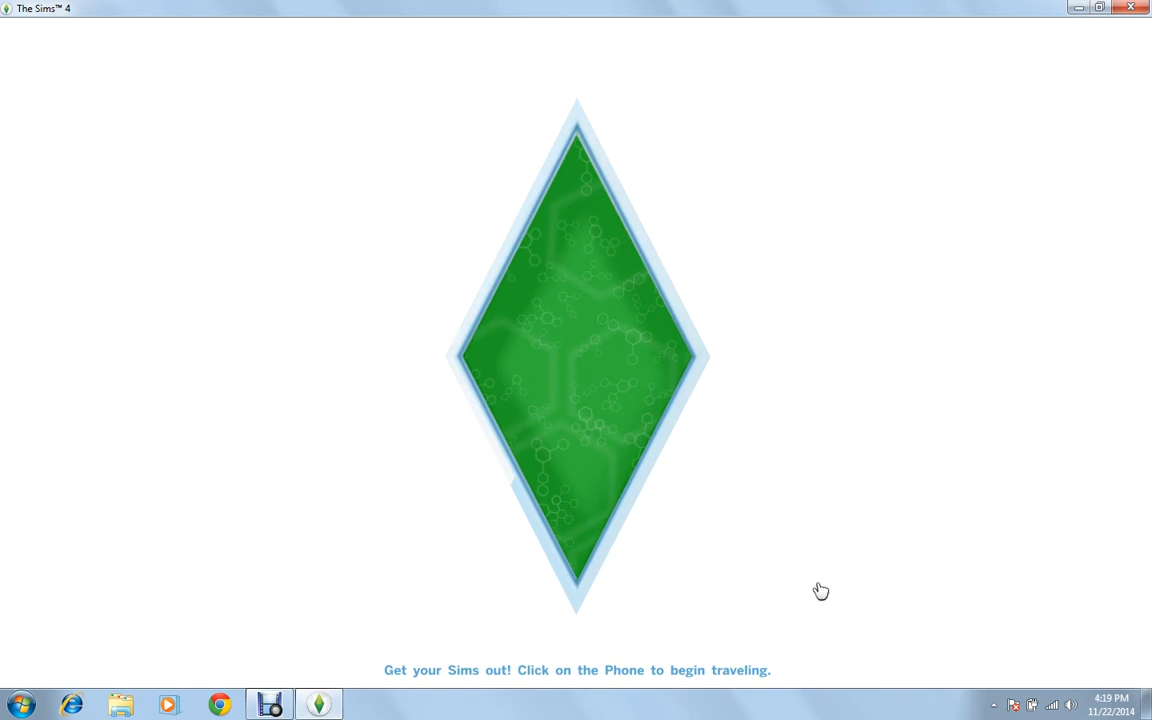 The Sims™ 4
Get your Sims out! Click on the Phone to begin traveling.
4:19 PM
11/22/2014